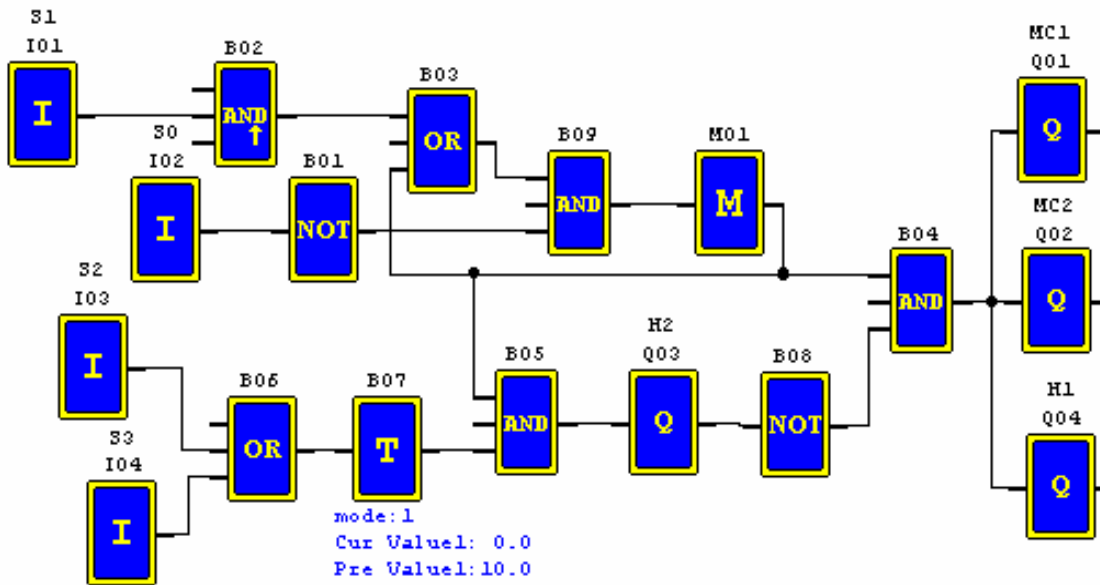 S1
I01
I
B02
AND↑
S0
I02
I
B01
NOT
B03
OR
B09
AND
M01
M
MC1
Q01
Q
MC2
Q02
Q
B04
AND
S2
I03
I
S3
I04
I
B06
OR
B07
T
mode:1
Cur Value1: 0.0
Pre Value1:10.0
B05
AND
H2
Q03
Q
B08
NOT
H1
Q04
Q